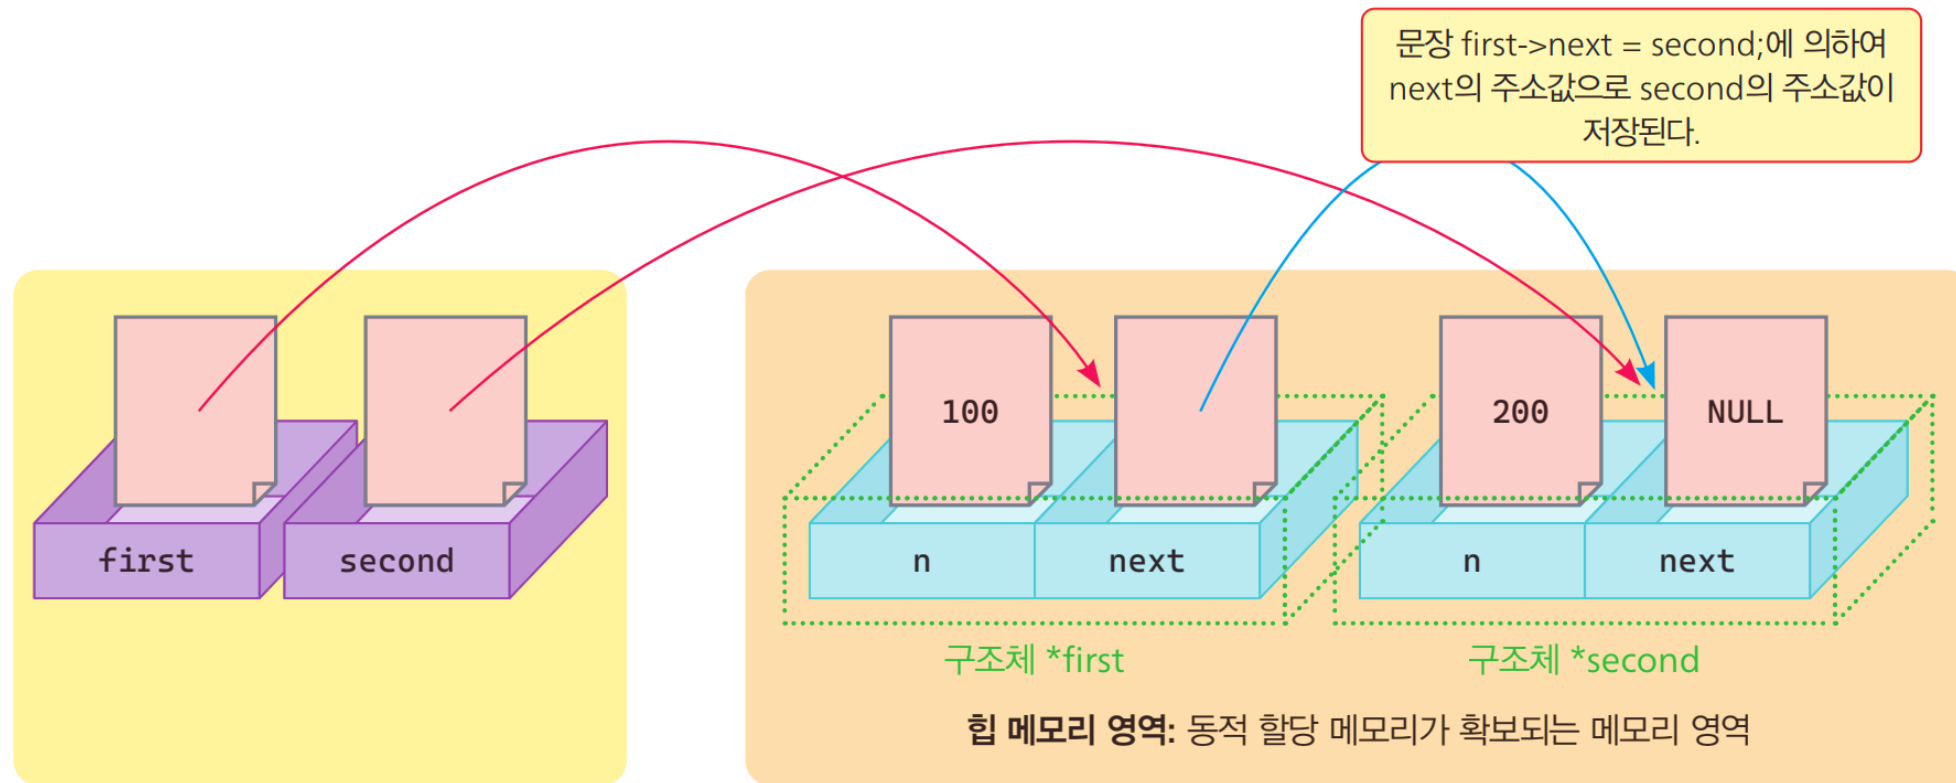 문장 first->next = second;에 의하여
next의 주소값으로 second의 주소값이
저장된다.
100
200
NULL
first
second
n
next
n
next
구조체 *first
구조체 *second
힙 메모리 영역: 동적 할당 메모리가 확보되는 메모리 영역